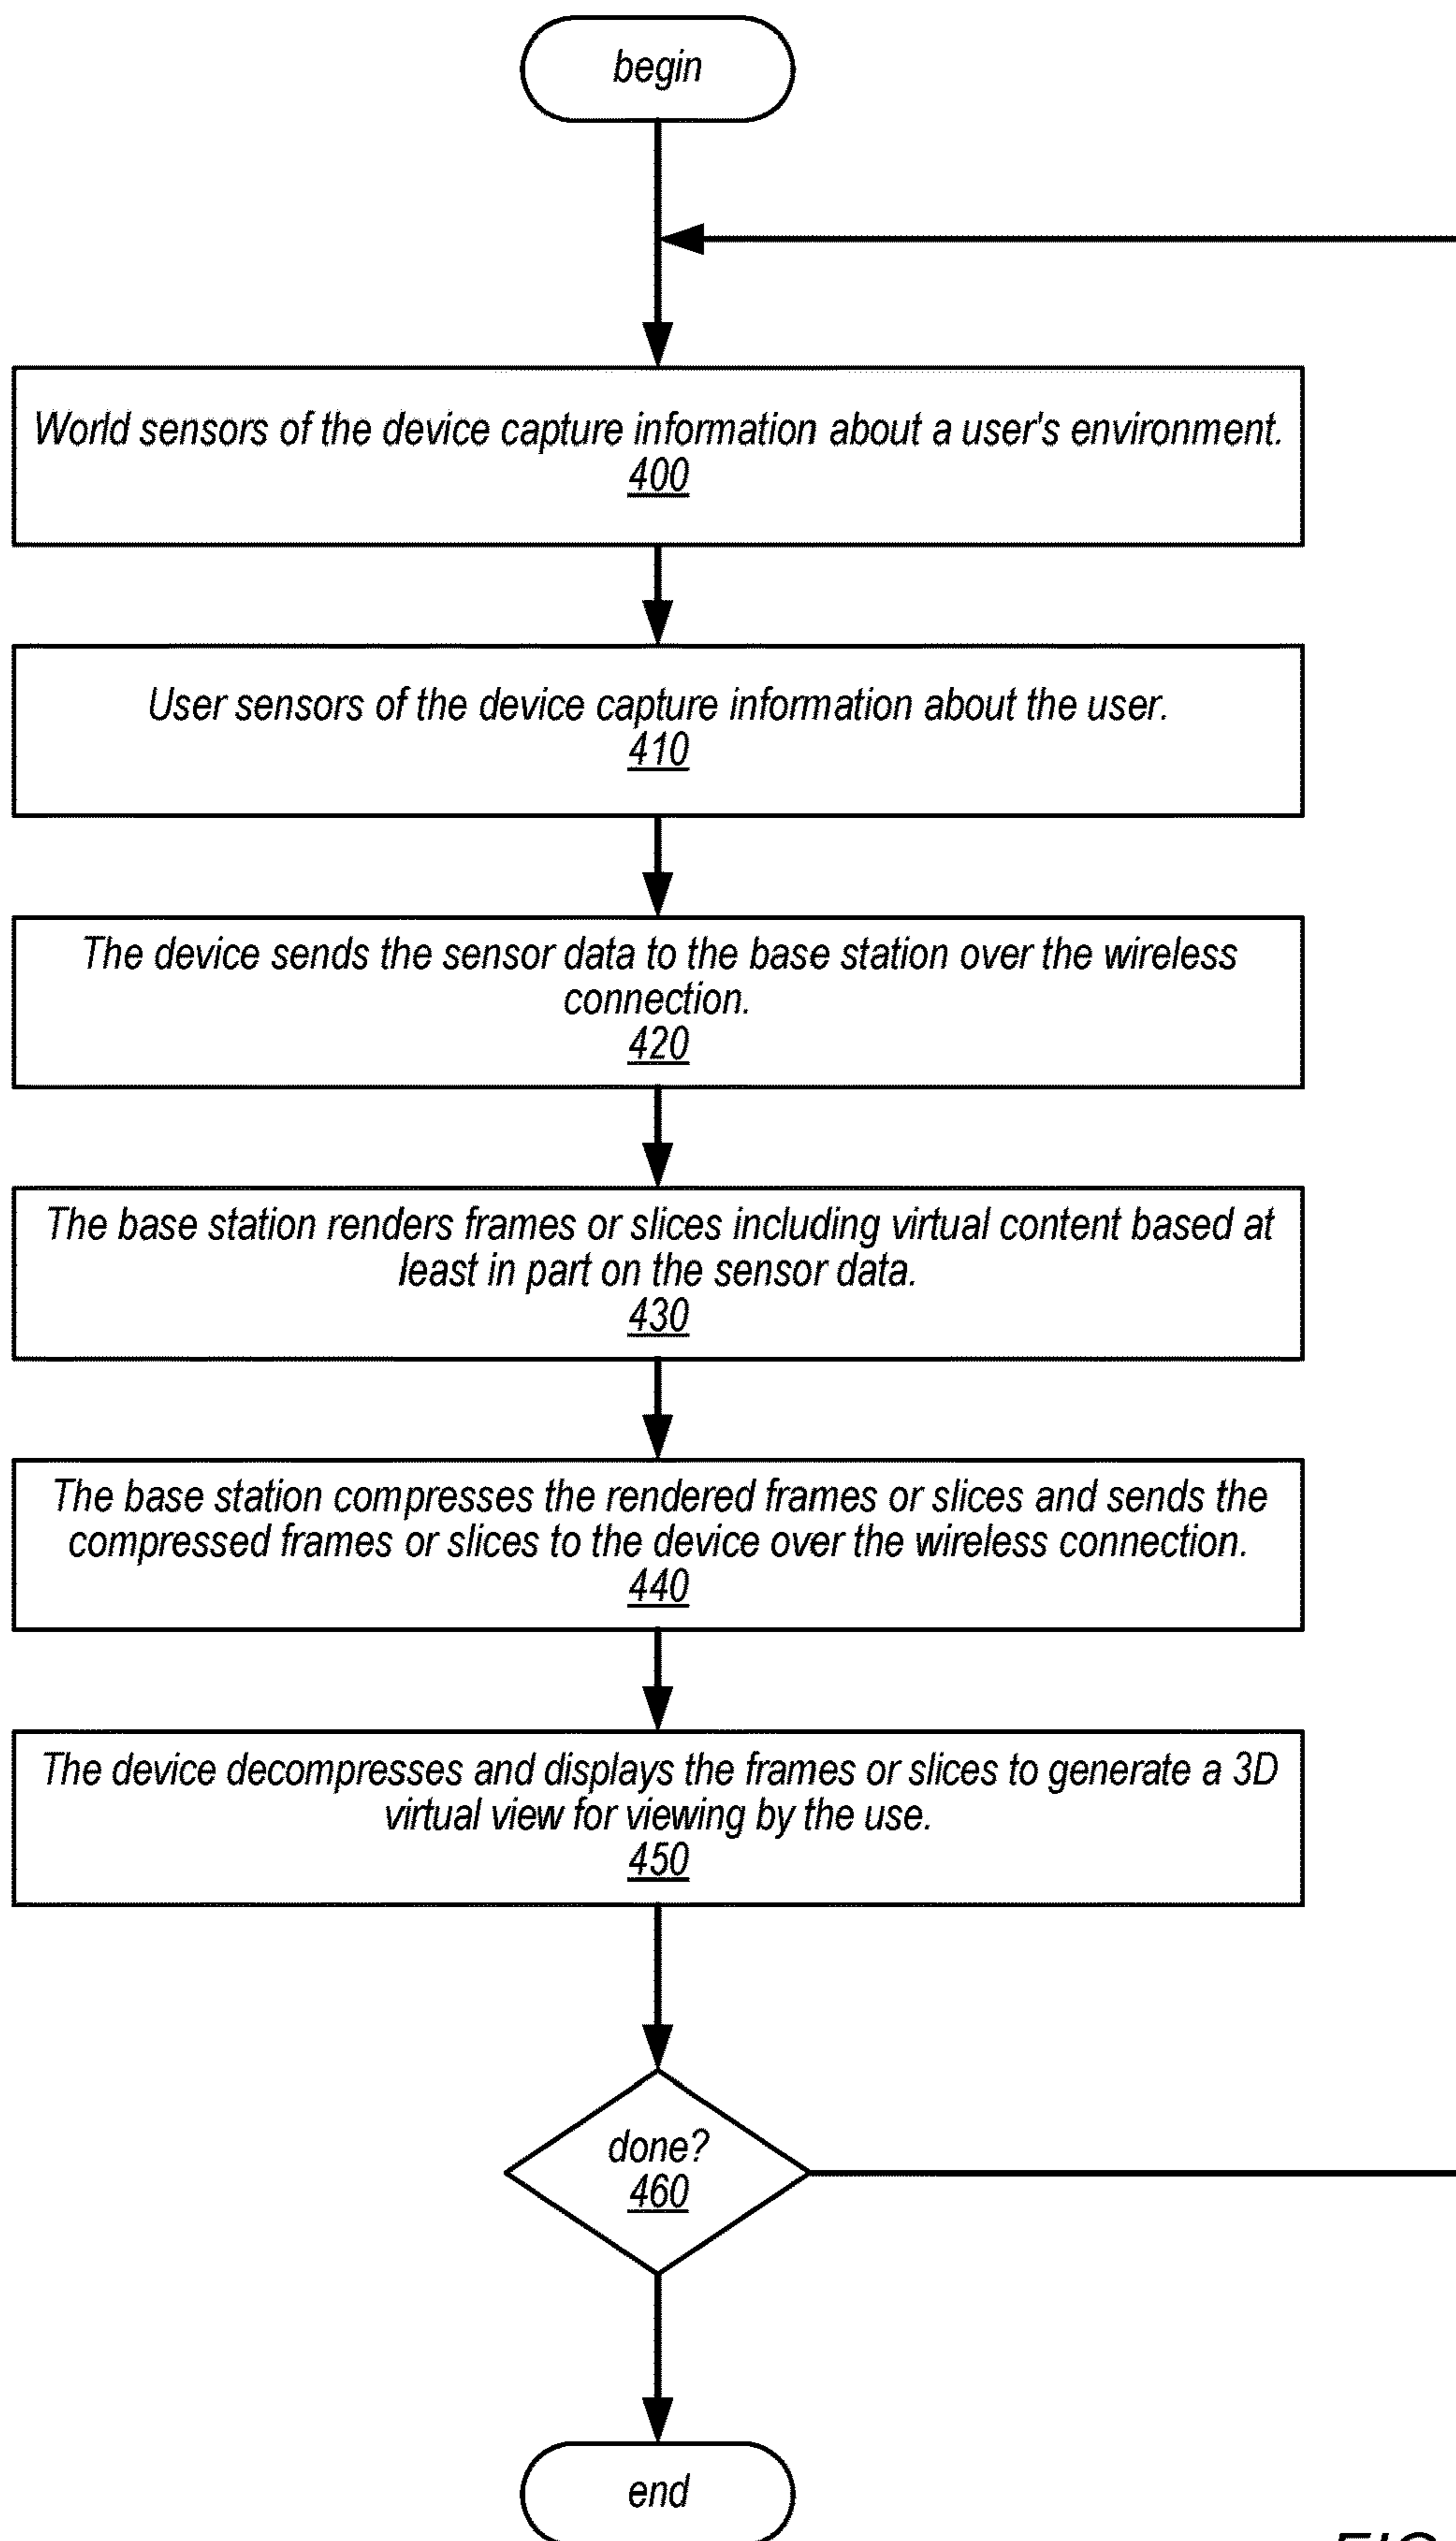 begin
World sensors of the device capture information about a user's environment.
400
User sensors of the device capture information about the user.
410
The device sends the sensor data to the base station over the wireless
connection.
420
The base station renders frames or slices including virtual content based at
least in part on the sensor data.
430
The base station compresses the rendered frames or slices and sends the
compressed frames or slices to the device over the wireless connection.
440
The device decompresses and displays the frames or slices to generate a 3D
virtual view for viewing by the use.
450
done?
460
end